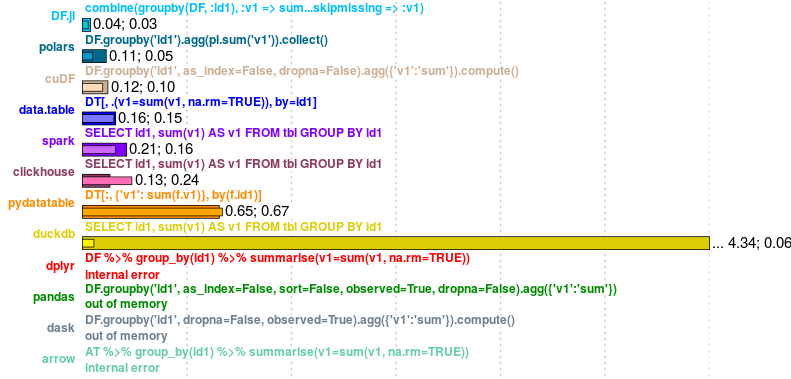 combine(groupby(DF, :id1), :v1 => sum...skipmissing => :v1)
DF.jl
0.04; 0.03
DF.groupby('id1').agg(pl.sum('v1')).collect()
polars
0.11; 0.05
DF.groupby('id1', as_index=False, dropna=False).agg({'v1':'sum'}).compute()
cuDF
0.12; 0.10
DT[, .(v1=sum(v1, na.rm=TRUE)), by=id1]
data.table
0.16; 0.15
SELECT id1, sum(v1) AS v1 FROM tbl GROUP BY id1
spark
0.21; 0.16
SELECT id1, sum(v1) AS v1 FROM tbl GROUP BY id1
clickhouse
0.13; 0.24
DT[:, {'v1': sum(f.v1)}, by(f.id1)]
pydatatable
0.65; 0.67
SELECT id1, sum(v1) AS v1 FROM tbl GROUP BY id1
duckdb
... 4.34; 0.06
DF %>% group_by(id1) %>% summarise(v1=sum(v1, na.rm=TRUE))
dplyr
internal error
DF.groupby('id1', as_index=False, sort=False, observed=True, dropna=False).agg({'v1':'sum'})
pandas
out of memory
DF.groupby('id1', dropna=False, observed=True).agg({'v1':'sum'}).compute()
dask
out of memory
AT %>% group_by(id1) %>% summarise(v1=sum(v1, na.rm=TRUE))
arrow
internal error